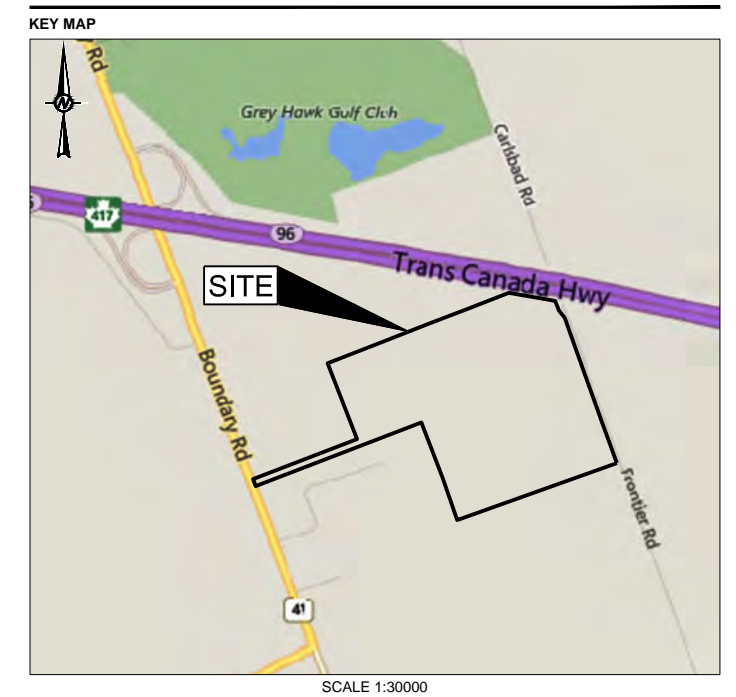 KEY MAP
y Rd
N
Grey Hawk Gulf Cluh
Carlsbad Rd
417
96
Trans Canada Hwy
SITE
Boundary Rd
Frontier Rd
41
SCALE 1:30000